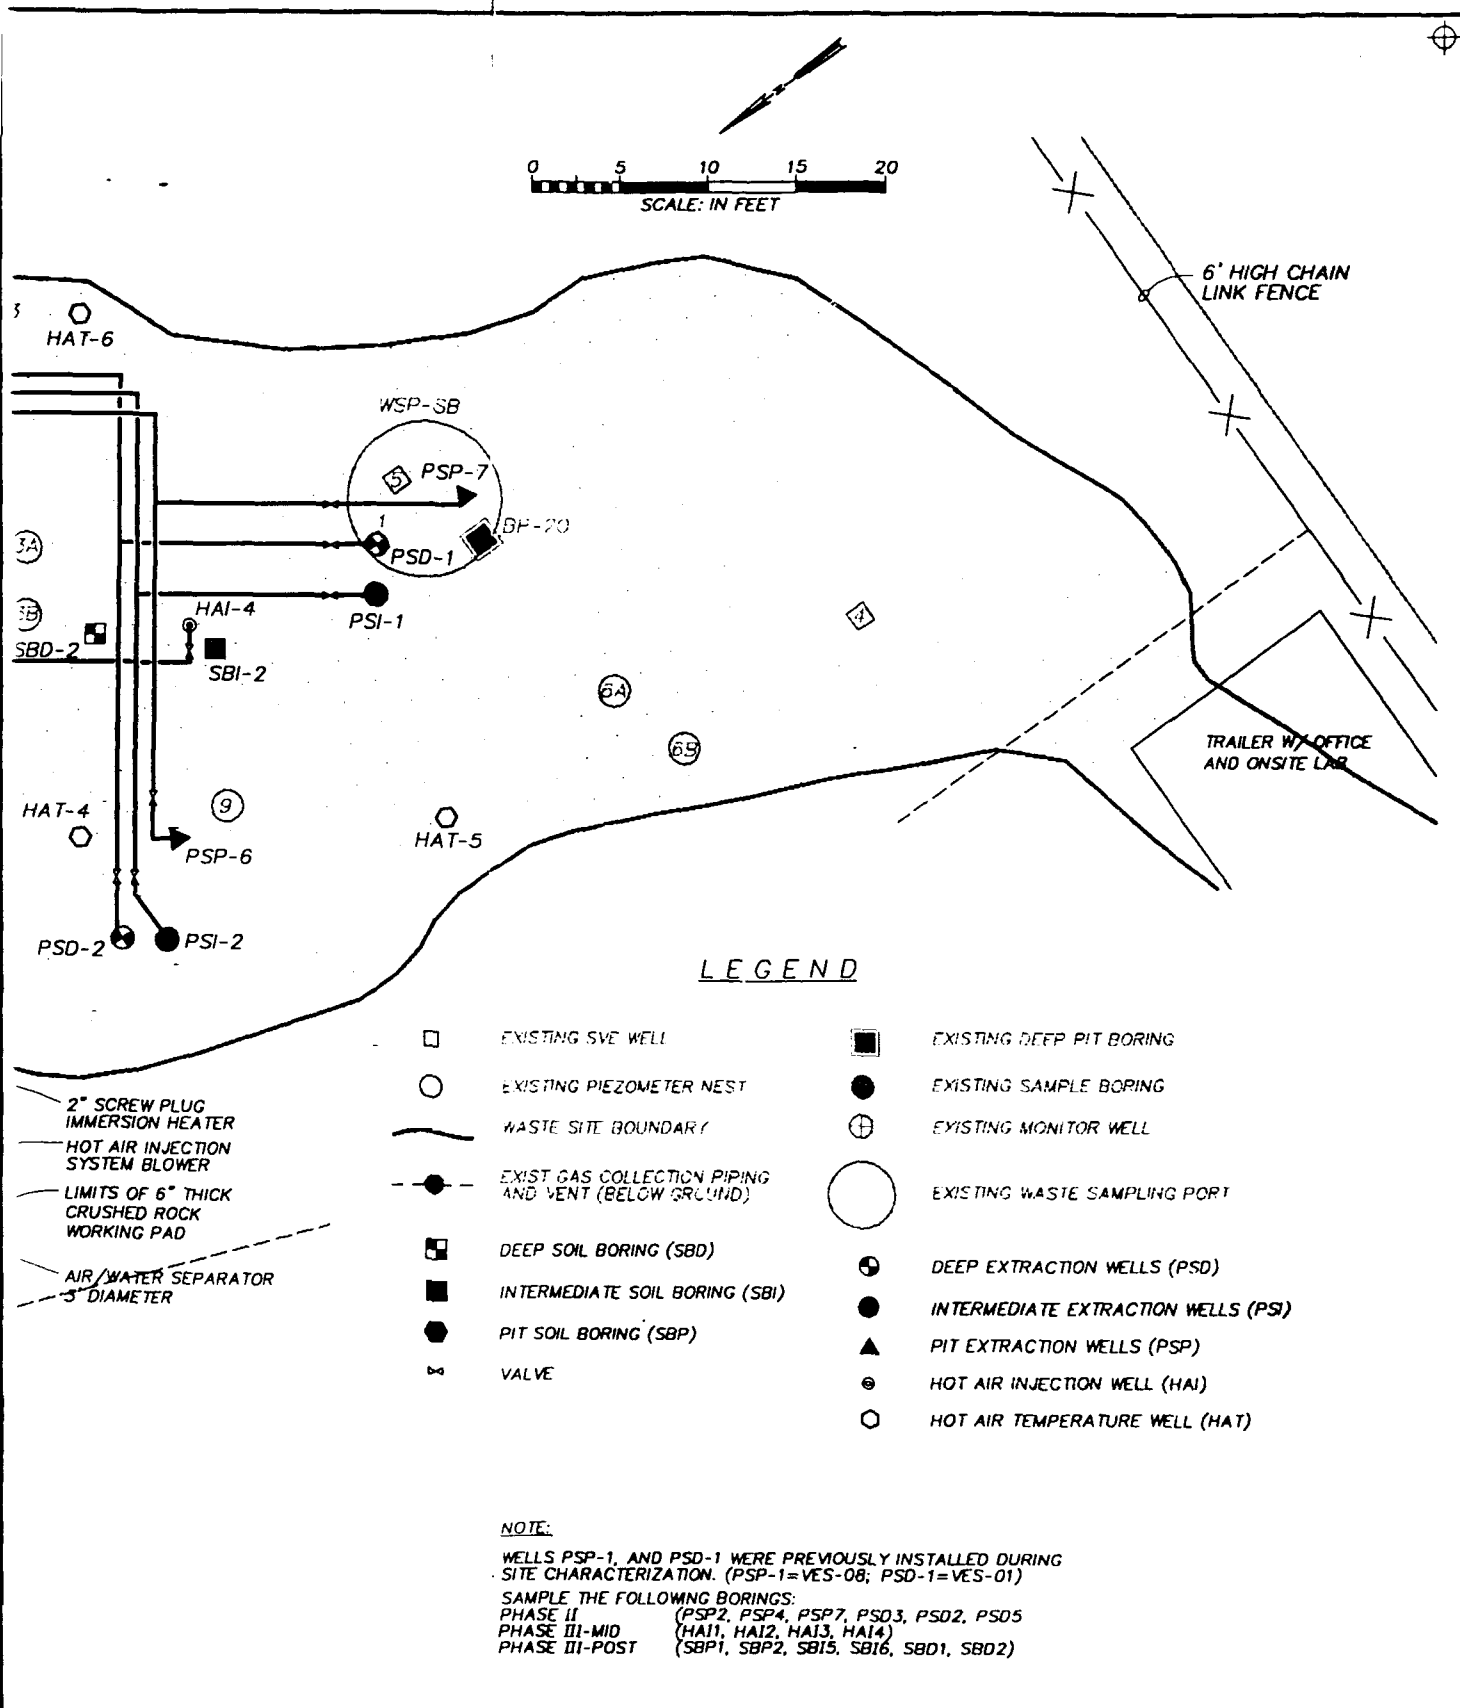 0 5 10 15 20
SCALE: IN FEET
6' HIGH CHAIN
LINK FENCE
3
HAT-6
WSP-SB
5
PSP-7
BP-20
1
PSD-1
3A
PSI-1
3B
HAI-4
SBD-2
SBI-2
4
6A
6B
TRAILER W/ OFFICE
AND ONSITE LAB
HAT-4
9
HAT-5
PSP-6
PSD-2
PSI-2
LEGEND
EXISTING SVE WELL
EXISTING PIEZOMETER NEST
WASTE SITE BOUNDARY
EXIST GAS COLLECTION PIPING
AND VENT (BELOW GROUND)
DEEP SOIL BORING (SBD)
INTERMEDIATE SOIL BORING (SBI)
PIT SOIL BORING (SBP)
VALVE
EXISTING DEEP PIT BORING
EXISTING SAMPLE BORING
EXISTING MONITOR WELL
EXISTING WASTE SAMPLING PORT
DEEP EXTRACTION WELLS (PSD)
INTERMEDIATE EXTRACTION WELLS (PSI)
PIT EXTRACTION WELLS (PSP)
HOT AIR INJECTION WELL (HAI)
HOT AIR TEMPERATURE WELL (HAT)
2" SCREW PLUG
IMMERSION HEATER
HOT AIR INJECTION
SYSTEM BLOWER
LIMITS OF 6" THICK
CRUSHED ROCK
WORKING PAD
AIR/WATER SEPARATOR
3' DIAMETER
NOTE:
WELLS PSP-1, AND PSD-1 WERE PREVIOUSLY INSTALLED DURING
SITE CHARACTERIZATION. (PSP-1=VES-08; PSD-1=VES-01)
SAMPLE THE FOLLOWING BORINGS:
PHASE II (PSP2, PSP4, PSP7, PSD3, PSD2, PSD5
PHASE III-MID (HAI1, HAI2, HAI3, HAI4)
PHASE III-POST (SBP1, SBP2, SBI5, SBI6, SBD1, SBD2)